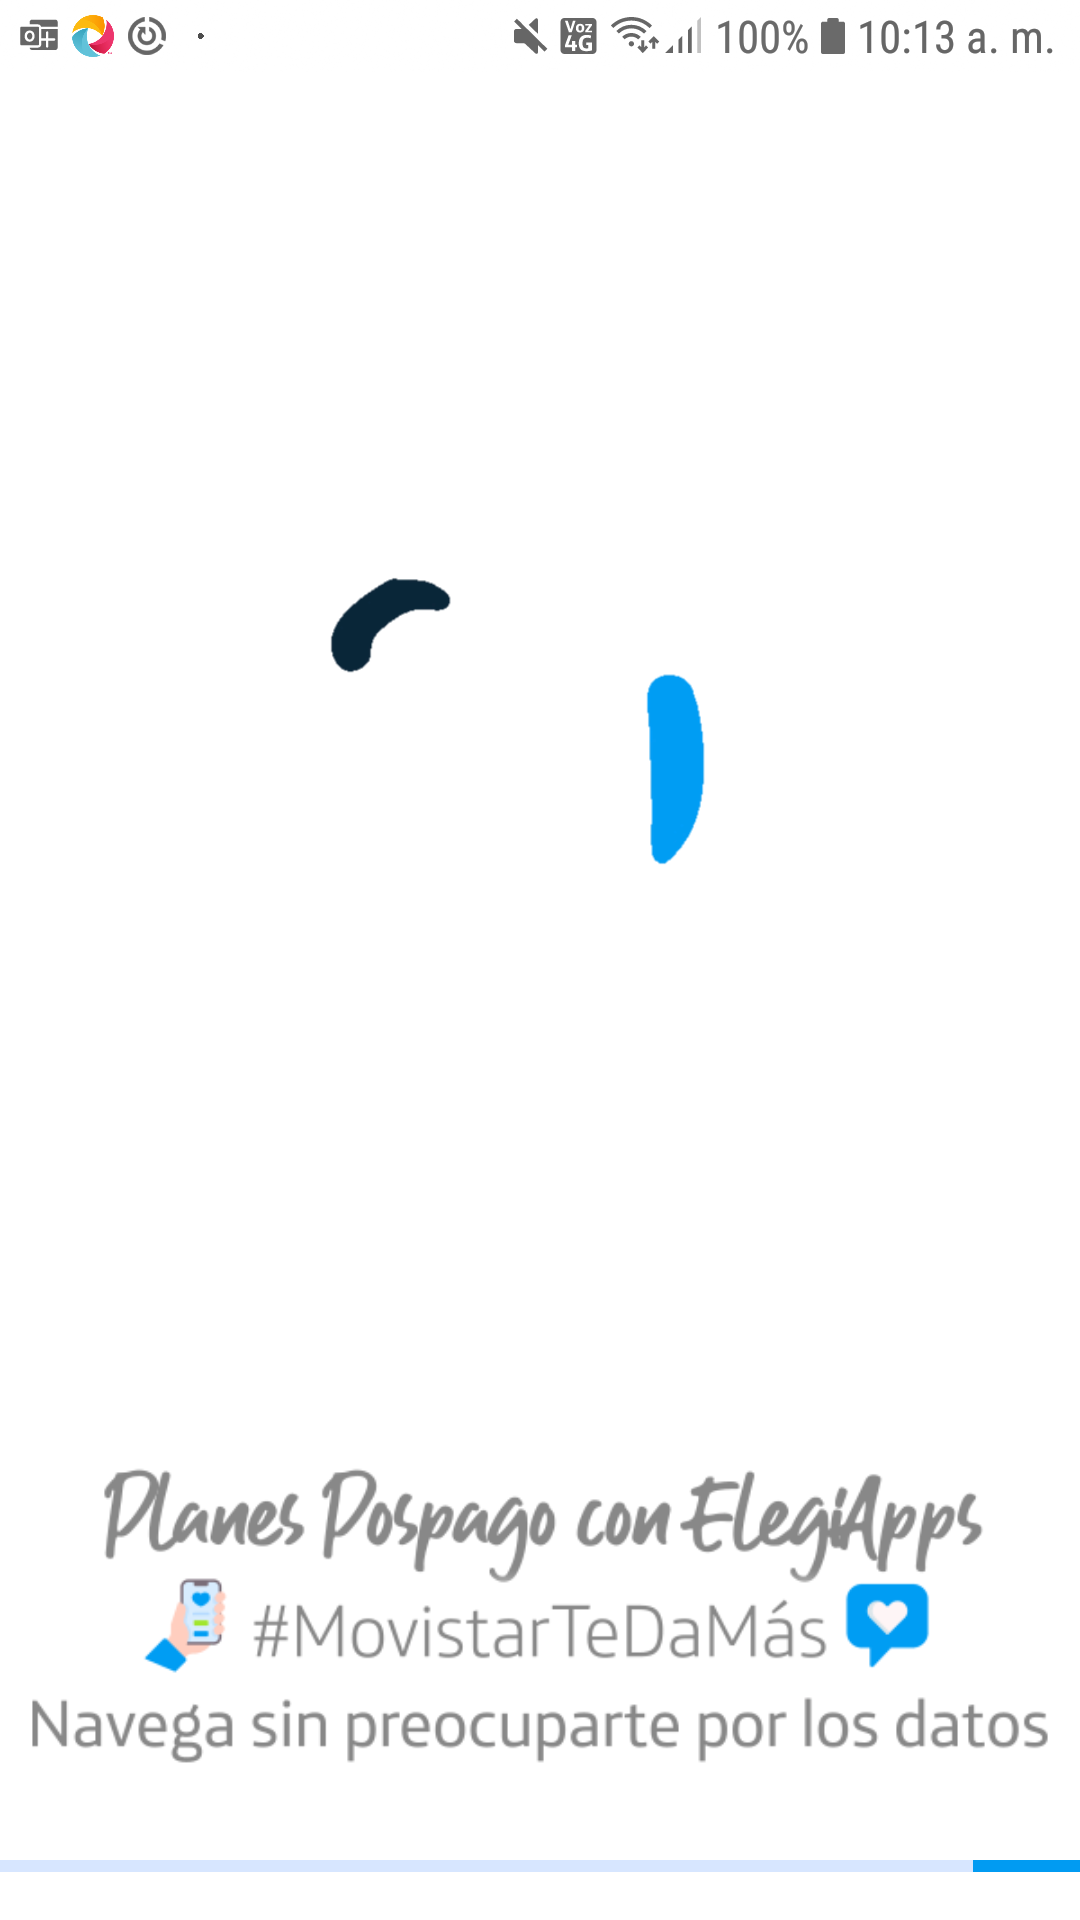 Voz 4G 100% 10:13 a. m.
Planes Pospago con ElegiApps
#MovistarTeDaMás
Navega sin preocuparte por los datos